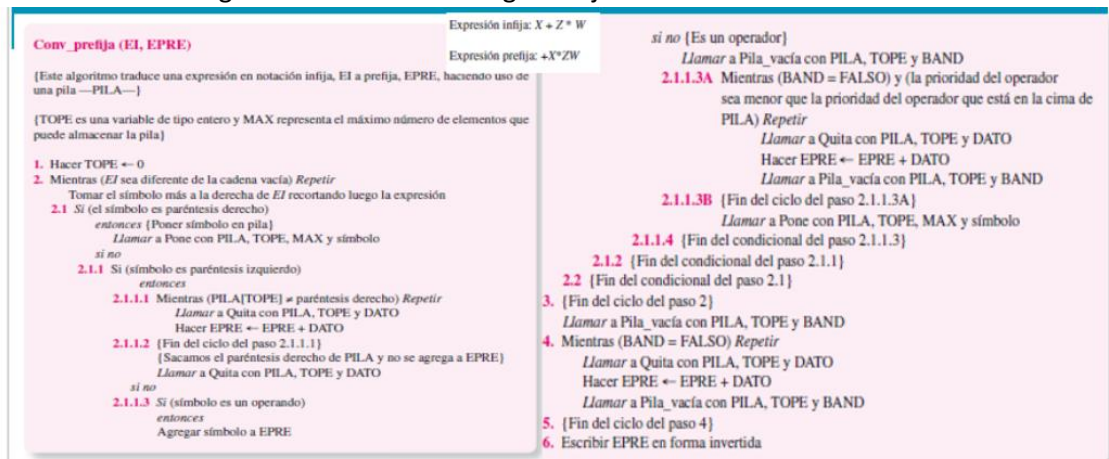 Conv_prefija (EI, EPRE)
{Este algoritmo traduce una expresión en notación infija, EI a prefija, EPRE, haciendo uso de
una pila —PILA—}
{TOPE es una variable de tipo entero y MAX representa el máximo número de elementos que
puede almacenar la pila}
1. Hacer TOPE ← 0
2. Mientras (EI sea diferente de la cadena vacía) Repetir
Tomar el símbolo más a la derecha de EI recortando luego la expresión
2.1 Si (el símbolo es paréntesis derecho)
entonces {Poner símbolo en pila}
Llamar a Pone con PILA, TOPE, MAX y símbolo
si no
2.1.1 Si (símbolo es paréntesis izquierdo)
entonces
2.1.1.1 Mientras (PILA[TOPE] ≠ paréntesis derecho) Repetir
Llamar a Quita con PILA, TOPE y DATO
Hacer EPRE ← EPRE + DATO
2.1.1.2 {Fin del ciclo del paso 2.1.1.1}
{Sacamos el paréntesis derecho de PILA y no se agrega a EPRE}
Llamar a Quita con PILA, TOPE y DATO
si no
2.1.1.3 Si (símbolo es un operando)
entonces
Agregar símbolo a EPRE
Expresión infija: X + Z * W
Expresión prefija: +X*ZW
si no {Es un operador}
Llamar a Pila_vacía con PILA, TOPE y BAND
2.1.1.3A Mientras (BAND = FALSO) y (la prioridad del operador
sea menor que la prioridad del operador que está en la cima de
PILA) Repetir
Llamar a Quita con PILA, TOPE y DATO
Hacer EPRE ← EPRE + DATO
Llamar a Pila_vacía con PILA, TOPE y BAND
2.1.1.3B {Fin del ciclo del paso 2.1.1.3A}
Llamar a Pone con PILA, TOPE, MAX y símbolo
2.1.1.4 {Fin del condicional del paso 2.1.1.3}
2.1.2 {Fin del condicional del paso 2.1.1}
2.2 {Fin del condicional del paso 2.1}
3. {Fin del ciclo del paso 2}
Llamar a Pila_vacía con PILA, TOPE y BAND
4. Mientras (BAND = FALSO) Repetir
Llamar a Quita con PILA, TOPE y DATO
Hacer EPRE ← EPRE + DATO
Llamar a Pila_vacía con PILA, TOPE y BAND
5. {Fin del ciclo del paso 4}
6. Escribir EPRE en forma invertida